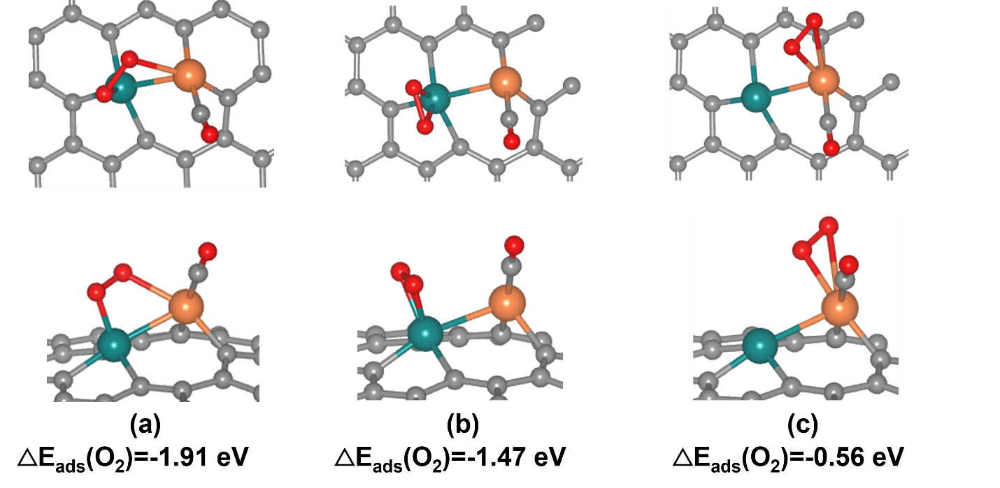 (a) (b) (c)
△Eads(O2)=-1.91 eV △Eads(O2)=-1.47 eV △Eads(O2)=-0.56 eV